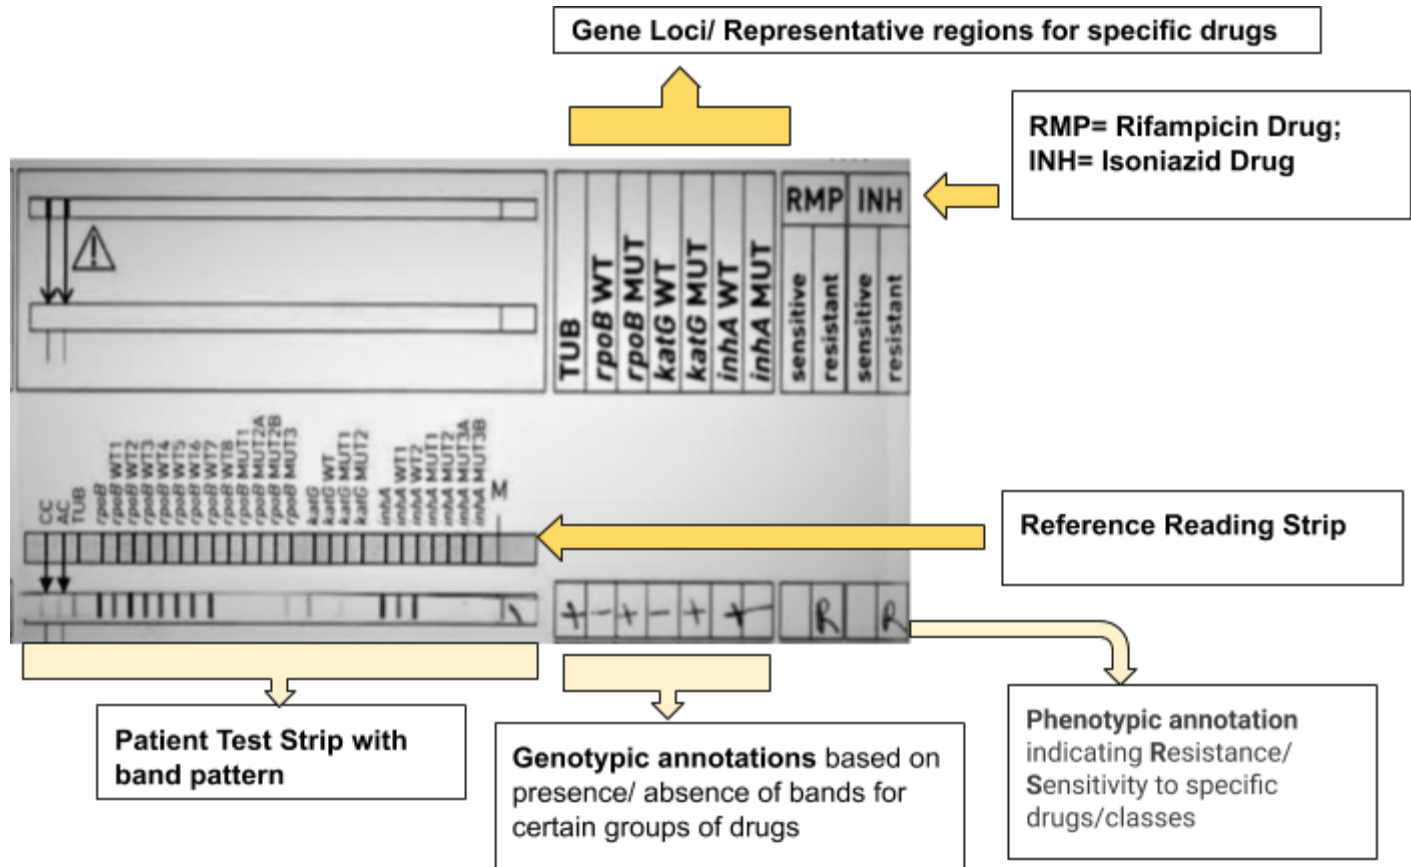 Gene Loci/ Representative regions for specific drugs
RMP= Rifampicin Drug;
INH= Isoniazid Drug
TUB
rpoB WT
rpoB MUT
katG WT
katG MUT
inhA WT
inhA MUT
RMP INH
sensitive
resistant
sensitive
resistant
CC
AC
TUB
rpoB
rpoB WT1
rpoB WT2
rpoB WT3
rpoB WT4
rpoB WT5
rpoB WT6
rpoB WT7
rpoB WT8
rpoB MUT1
rpoB MUT2A
rpoB MUT2B
rpoB MUT3
katG
katG WT
katG MUT1
katG MUT2
inhA
inhA WT1
inhA WT2
inhA MUT1
inhA MUT2
inhA MUT3A
inhA MUT3B
M
Reference Reading Strip
+ − + − + + − R R
Patient Test Strip with
band pattern
Genotypic annotations based on
presence/ absence of bands for
certain groups of drugs
Phenotypic annotation
indicating Resistance/
Sensitivity to specific
drugs/classes